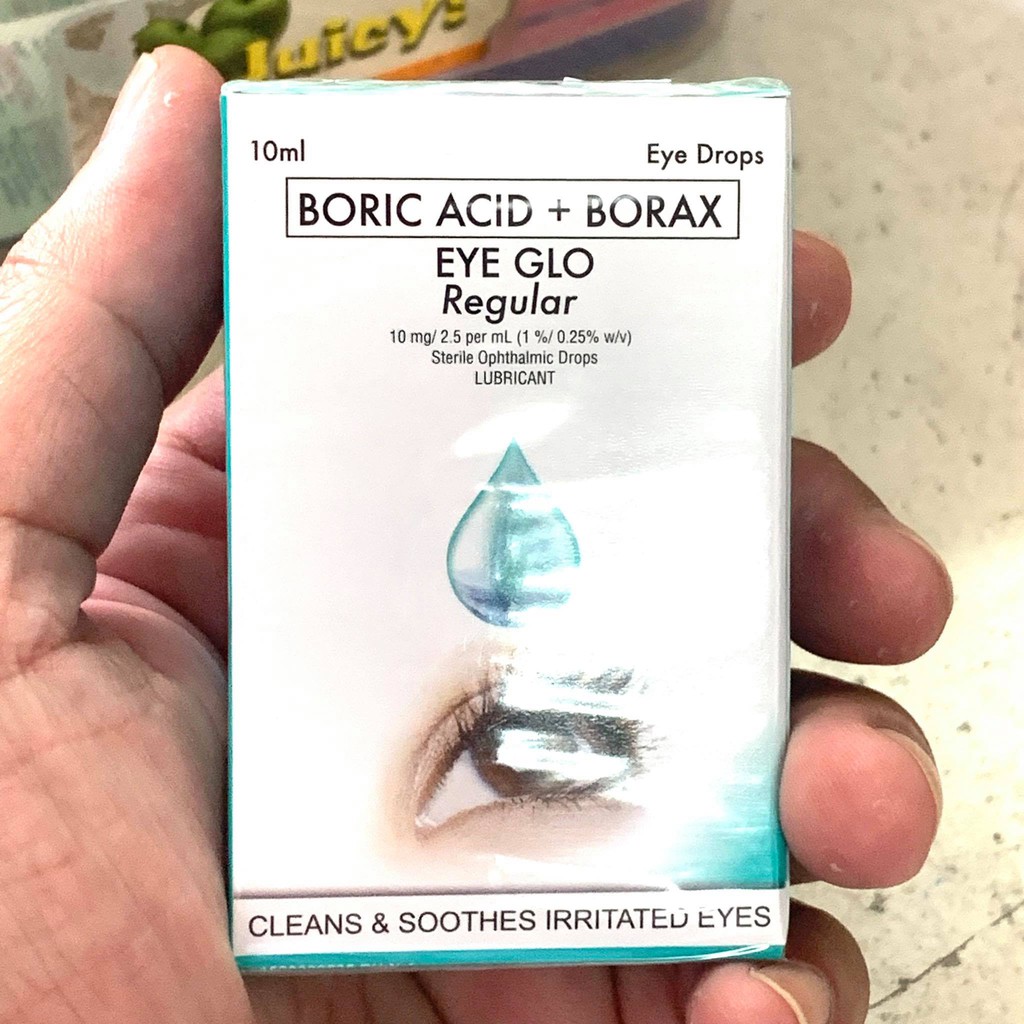 Juicy's
10ml
Eye Drops
BORIC ACID + BORAX
EYE GLO
Regular
10 mg/ 2.5 per mL (1 %/ 0.25% w/v)
Sterile Ophthalmic Drops
LUBRICANT
CLEANS & SOOTHES IRRITATED EYES